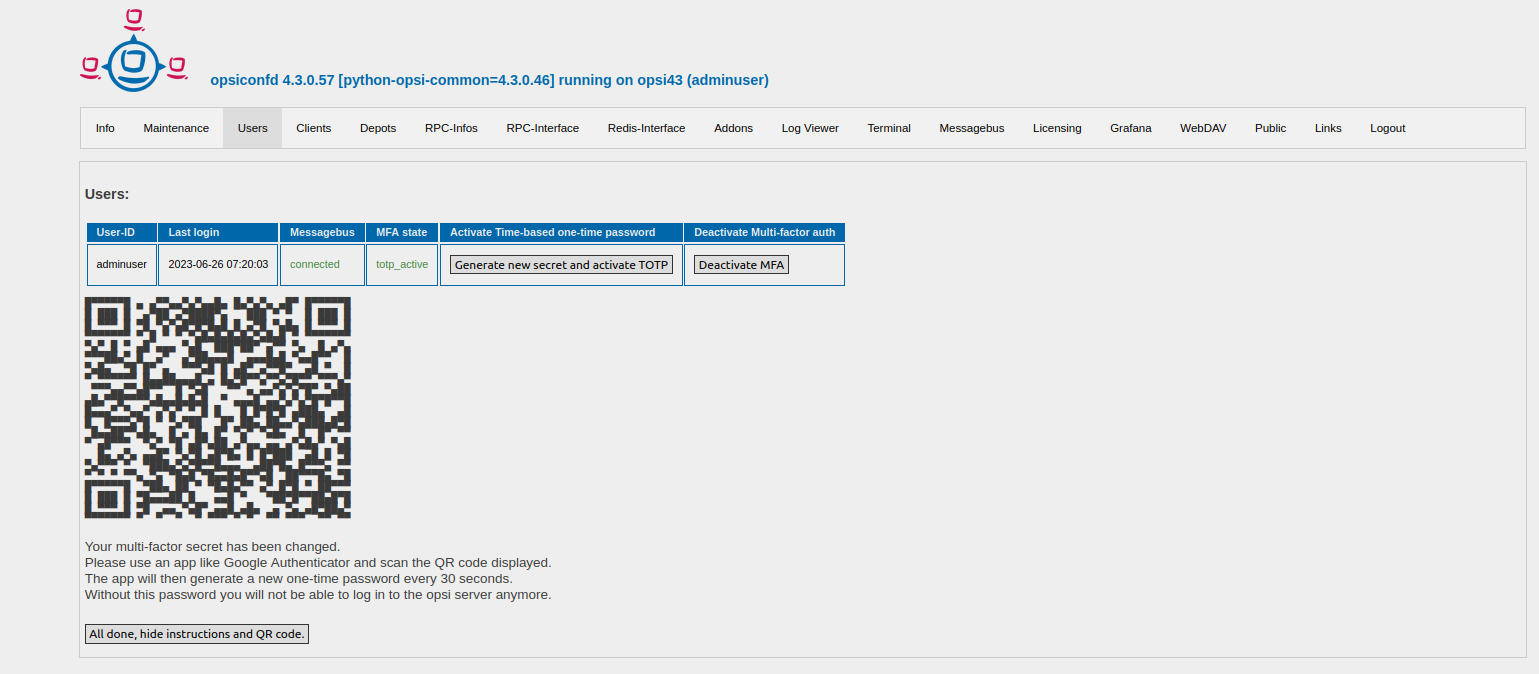 opsiconfd 4.3.0.57 [python-opsi-common=4.3.0.46] running on opsi43 (adminuser)
Info Maintenance Users Clients Depots RPC-Infos RPC-Interface Redis-Interface Addons Log Viewer Terminal Messagebus Licensing Grafana WebDAV Public Links Logout
Users:
User-ID Last login Messagebus MFA state Activate Time-based one-time password Deactivate Multi-factor auth
adminuser 2023-06-26 07:20:03 connected totp_active Generate new secret and activate TOTP Deactivate MFA
Your multi-factor secret has been changed.
Please use an app like Google Authenticator and scan the QR code displayed.
The app will then generate a new one-time password every 30 seconds.
Without this password you will not be able to log in to the opsi server anymore.
All done, hide instructions and QR code.